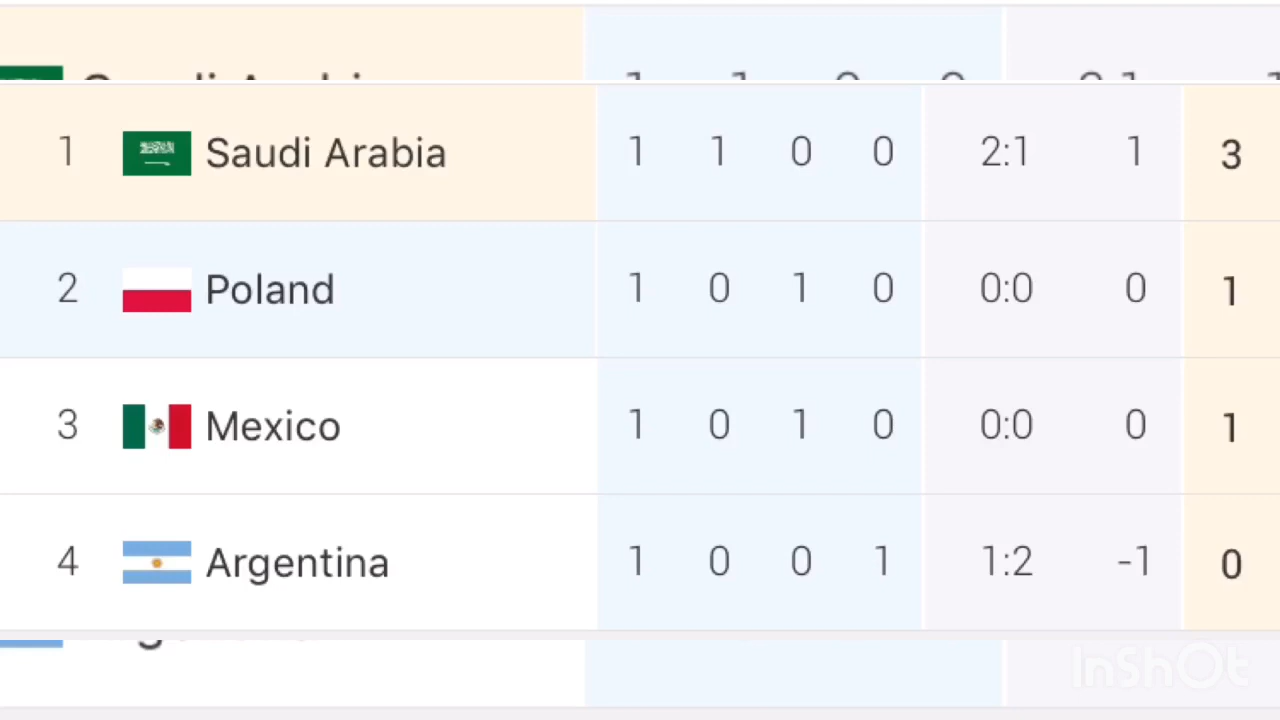 1 Saudi Arabia 1 1 0 0 2:1 1 3
2 Poland 1 0 1 0 0:0 0 1
3 Mexico 1 0 1 0 0:0 0 1
4 Argentina 1 0 0 1 1:2 -1 0
InShOt